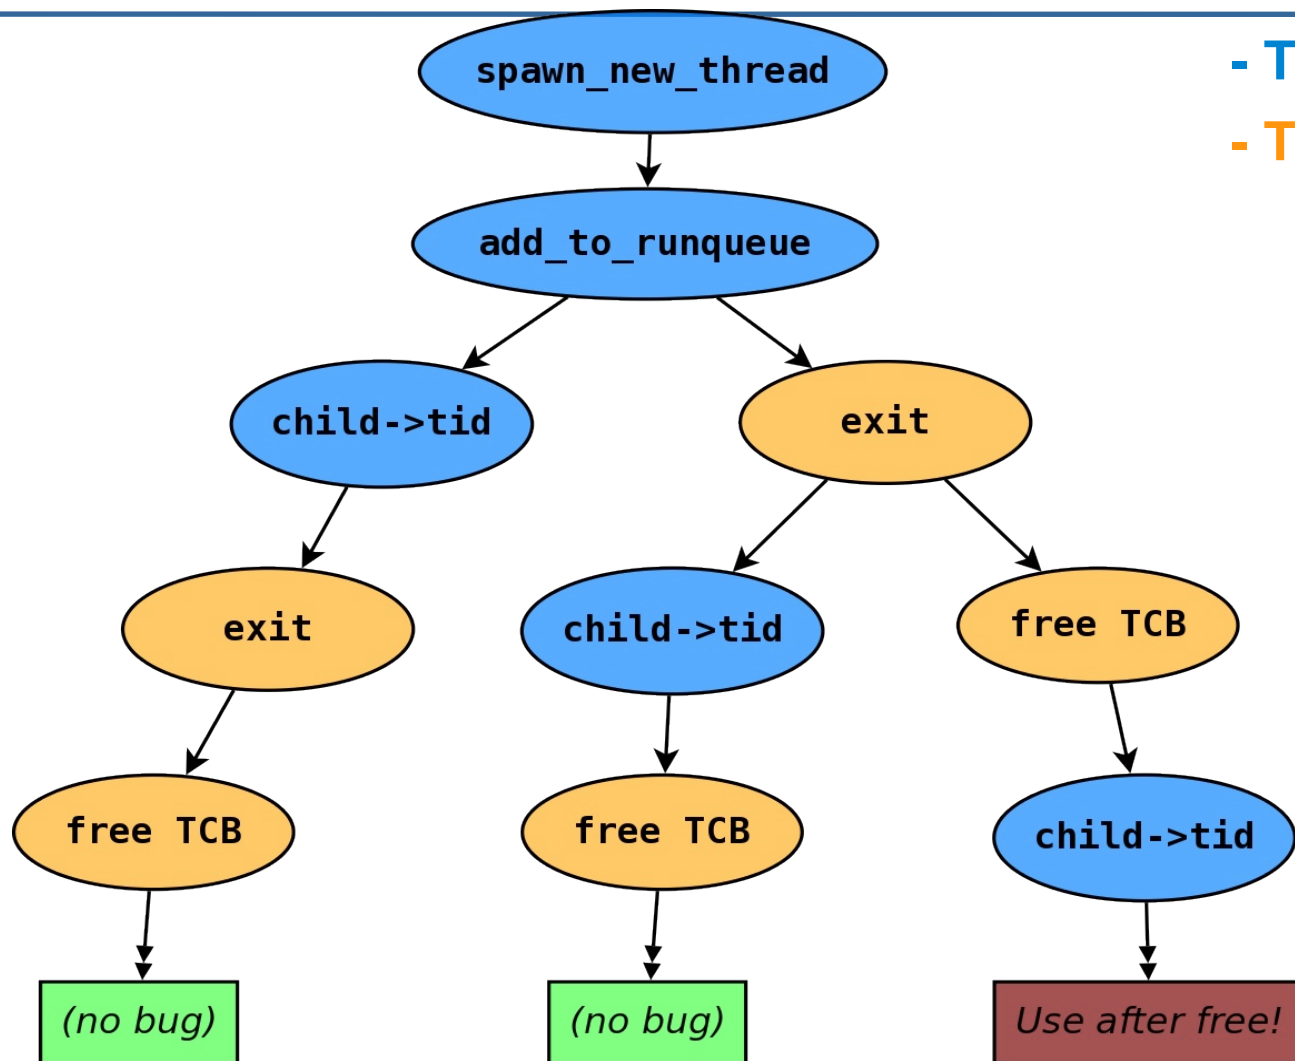 spawn_new_thread
- T
- T
add_to_runqueue
child->tid
exit
exit
child->tid
free TCB
free TCB
free TCB
child->tid
(no bug)
(no bug)
Use after free!